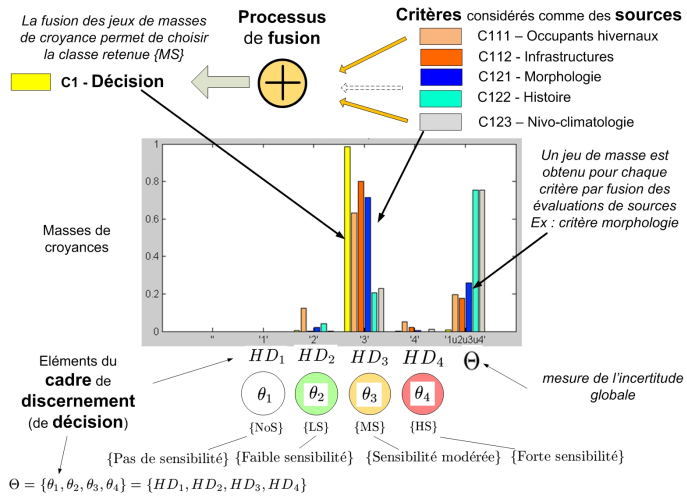 La fusion des jeux de masses
de croyance permet de choisir
la classe retenue {MS}
C1 - Décision
Processus
de fusion
Critères considérés comme des sources
C111 – Occupants hivernaux
C112 - Infrastructures
C121 - Morphologie
C122 - Histoire
C123 – Nivo-climatologie
Un jeu de masse est
obtenu pour chaque
critère par fusion des
évaluations de sources
Ex : critère morphologie
Masses de
croyances
1
0.8
0.6
0.4
0.2
0
'' '1' '2' '3' '4' '1u2u3u4'
HD₁ HD₂ HD₃ HD₄ Θ
Eléments du
cadre de
discernement
(de décision)
θ₁ θ₂ θ₃ θ₄
{NoS} {LS} {MS} {HS}
mesure de l'incertitude
globale
{Pas de sensibilité} {Faible sensibilité} {Sensibilité modérée} {Forte sensibilité}
Θ = {θ₁, θ₂, θ₃, θ₄} = {HD₁, HD₂, HD₃, HD₄}